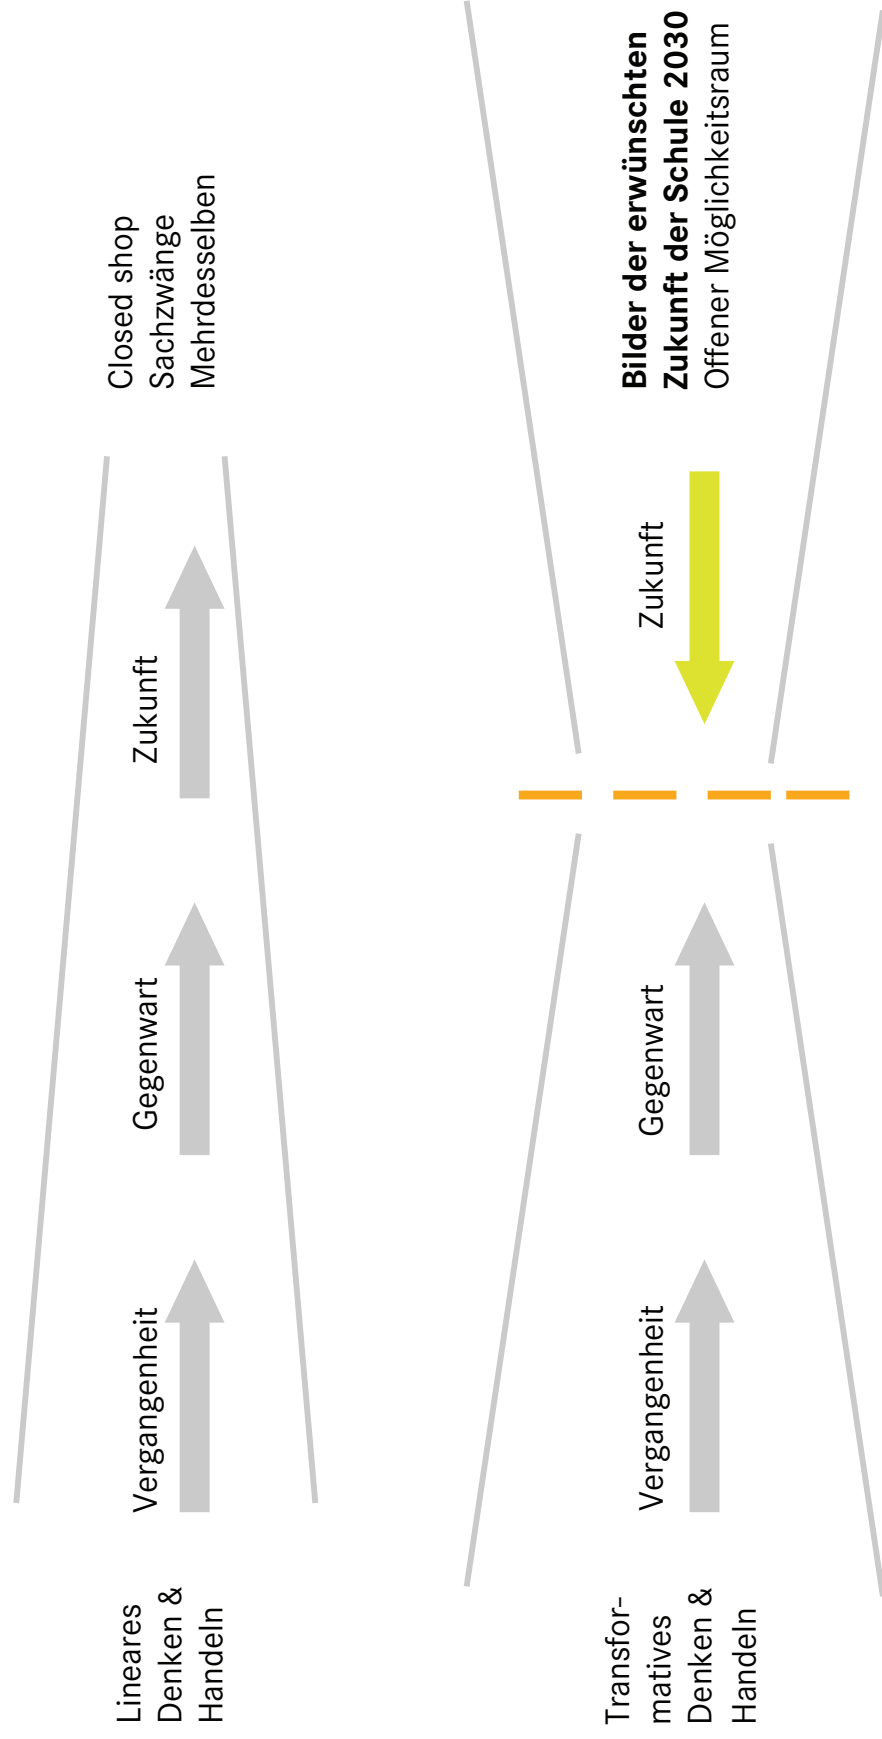 Lineares
Denken &
Handeln
Vergangenheit
Gegenwart
Zukunft
Closed shop
Sachzwänge
Mehrdesselben
Transfor-
matives
Denken &
Handeln
Vergangenheit
Gegenwart
Zukunft
Bilder der erwünschten
Zukunft der Schule 2030
Offener Möglichkeitsraum